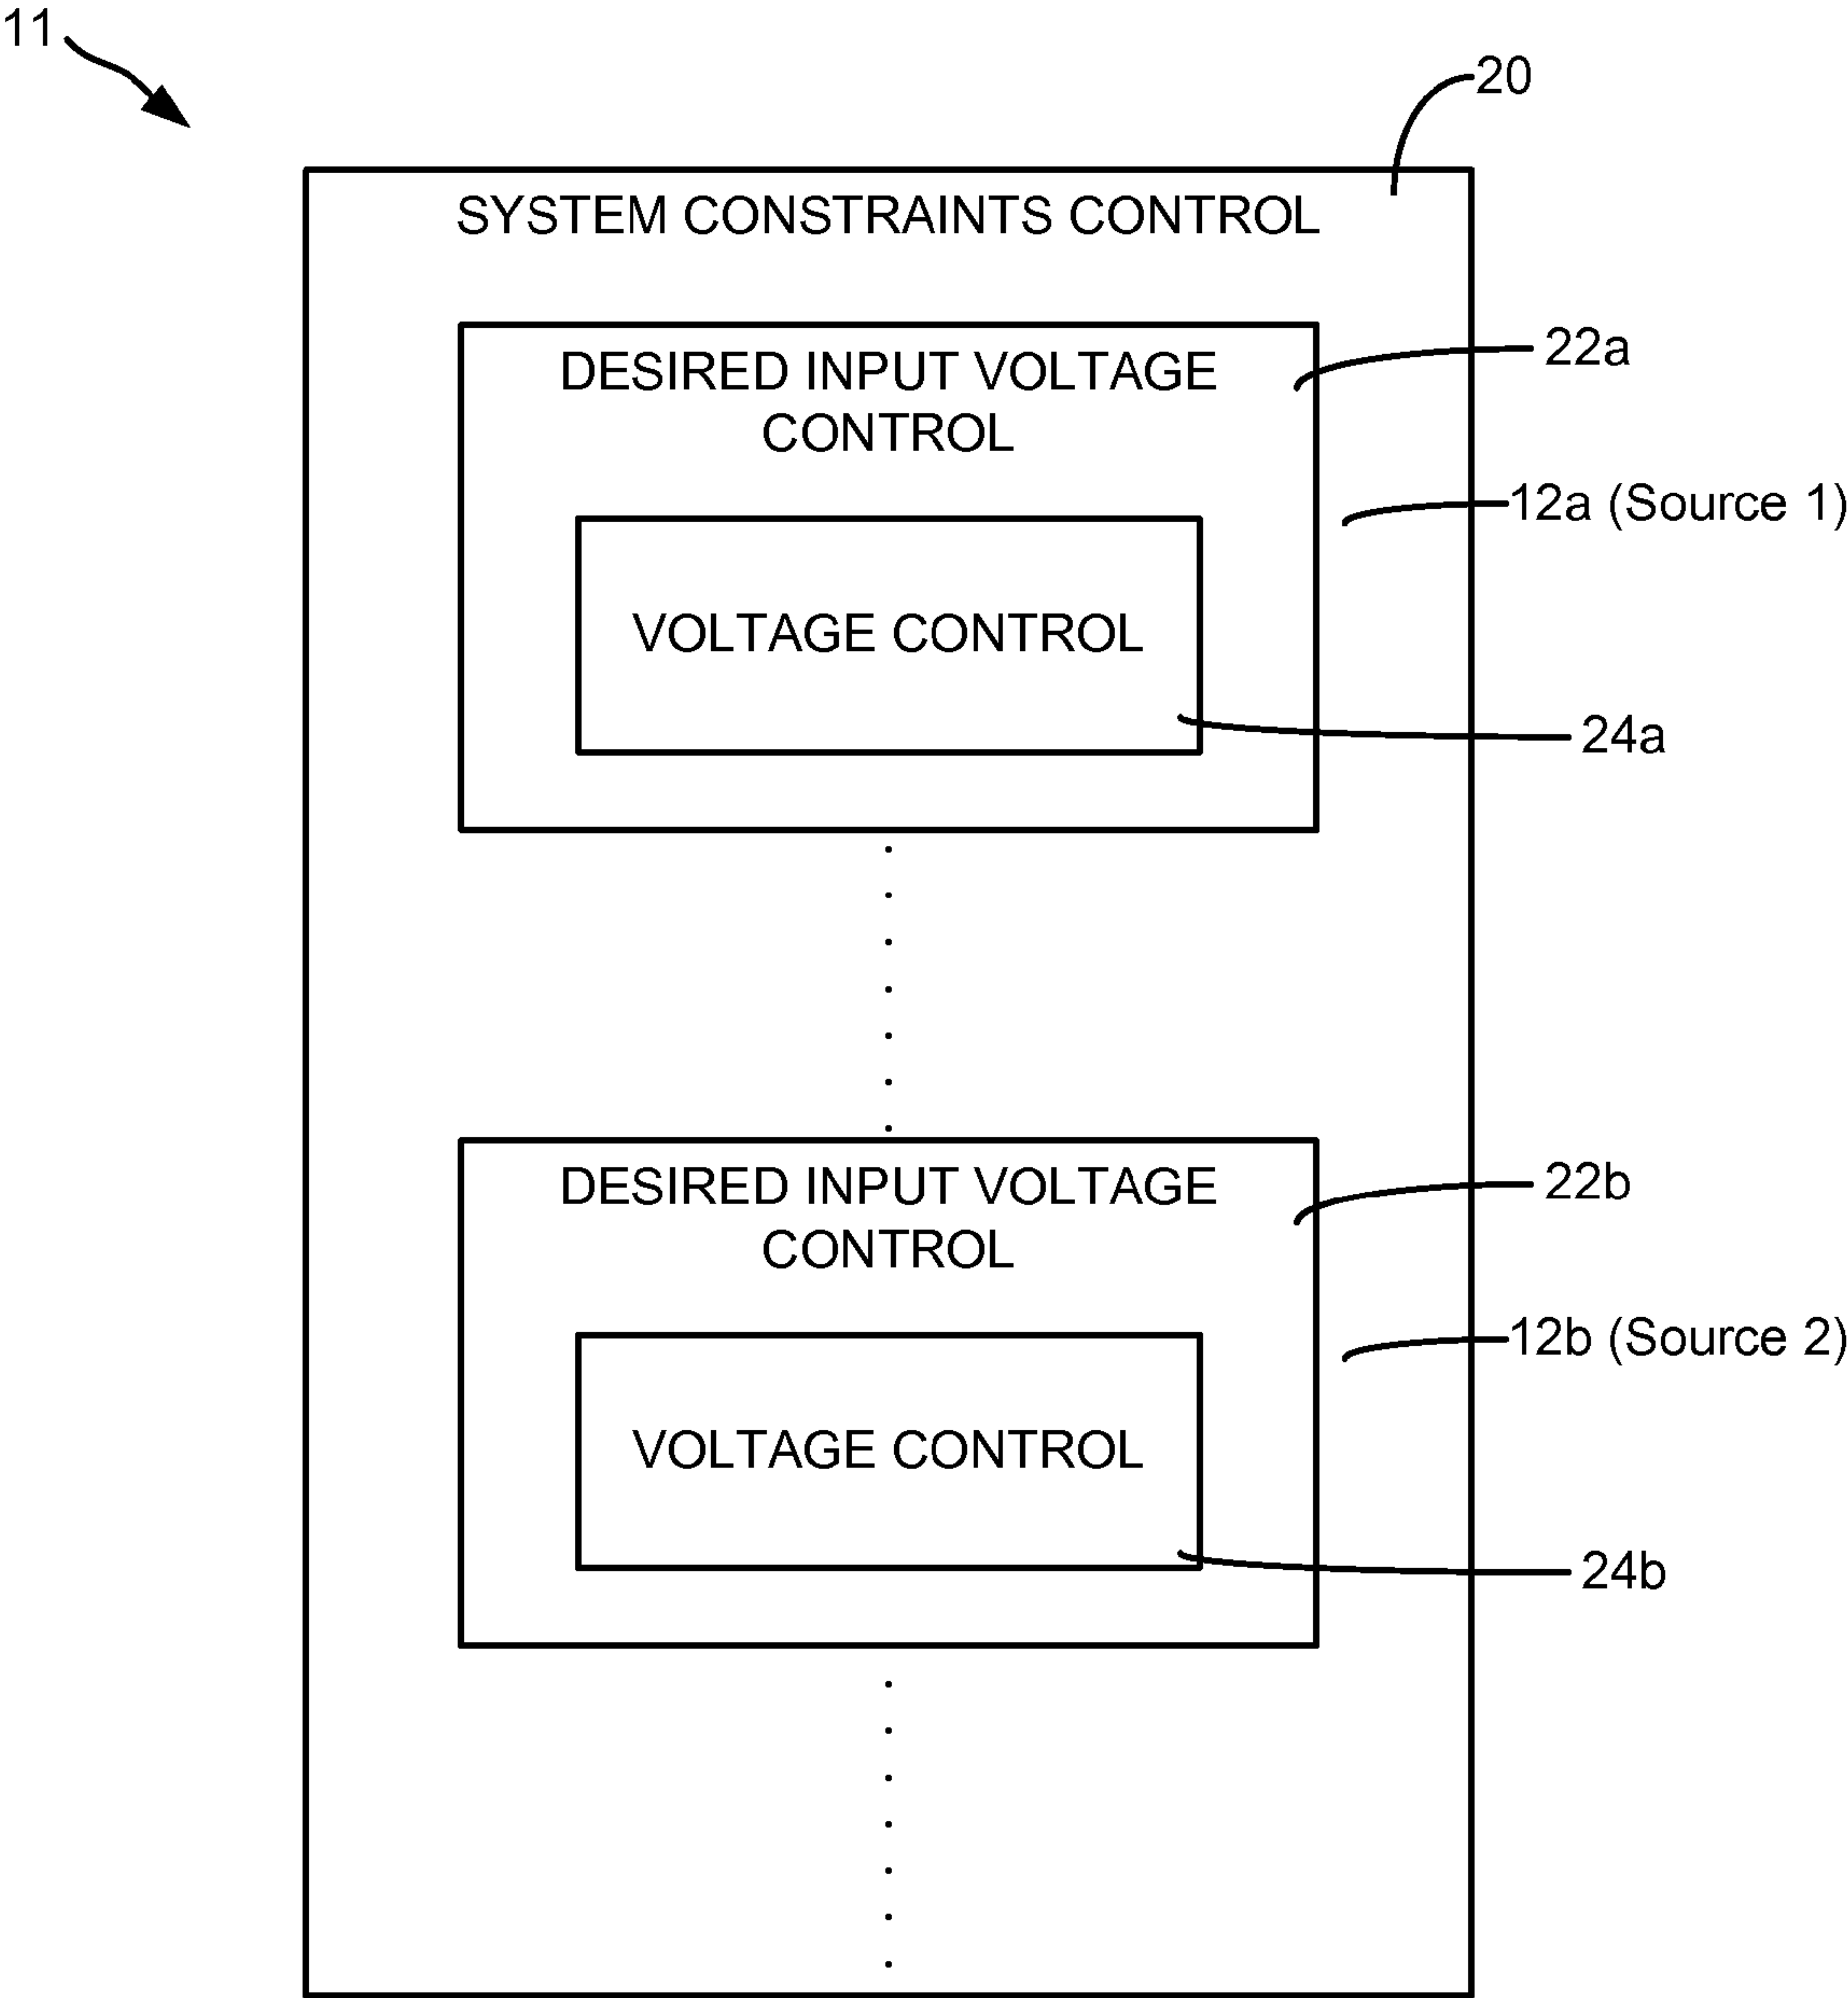 11
20
SYSTEM CONSTRAINTS CONTROL
DESIRED INPUT VOLTAGE
CONTROL
22a
12a (Source 1)
VOLTAGE CONTROL
24a
DESIRED INPUT VOLTAGE
CONTROL
22b
12b (Source 2)
VOLTAGE CONTROL
24b